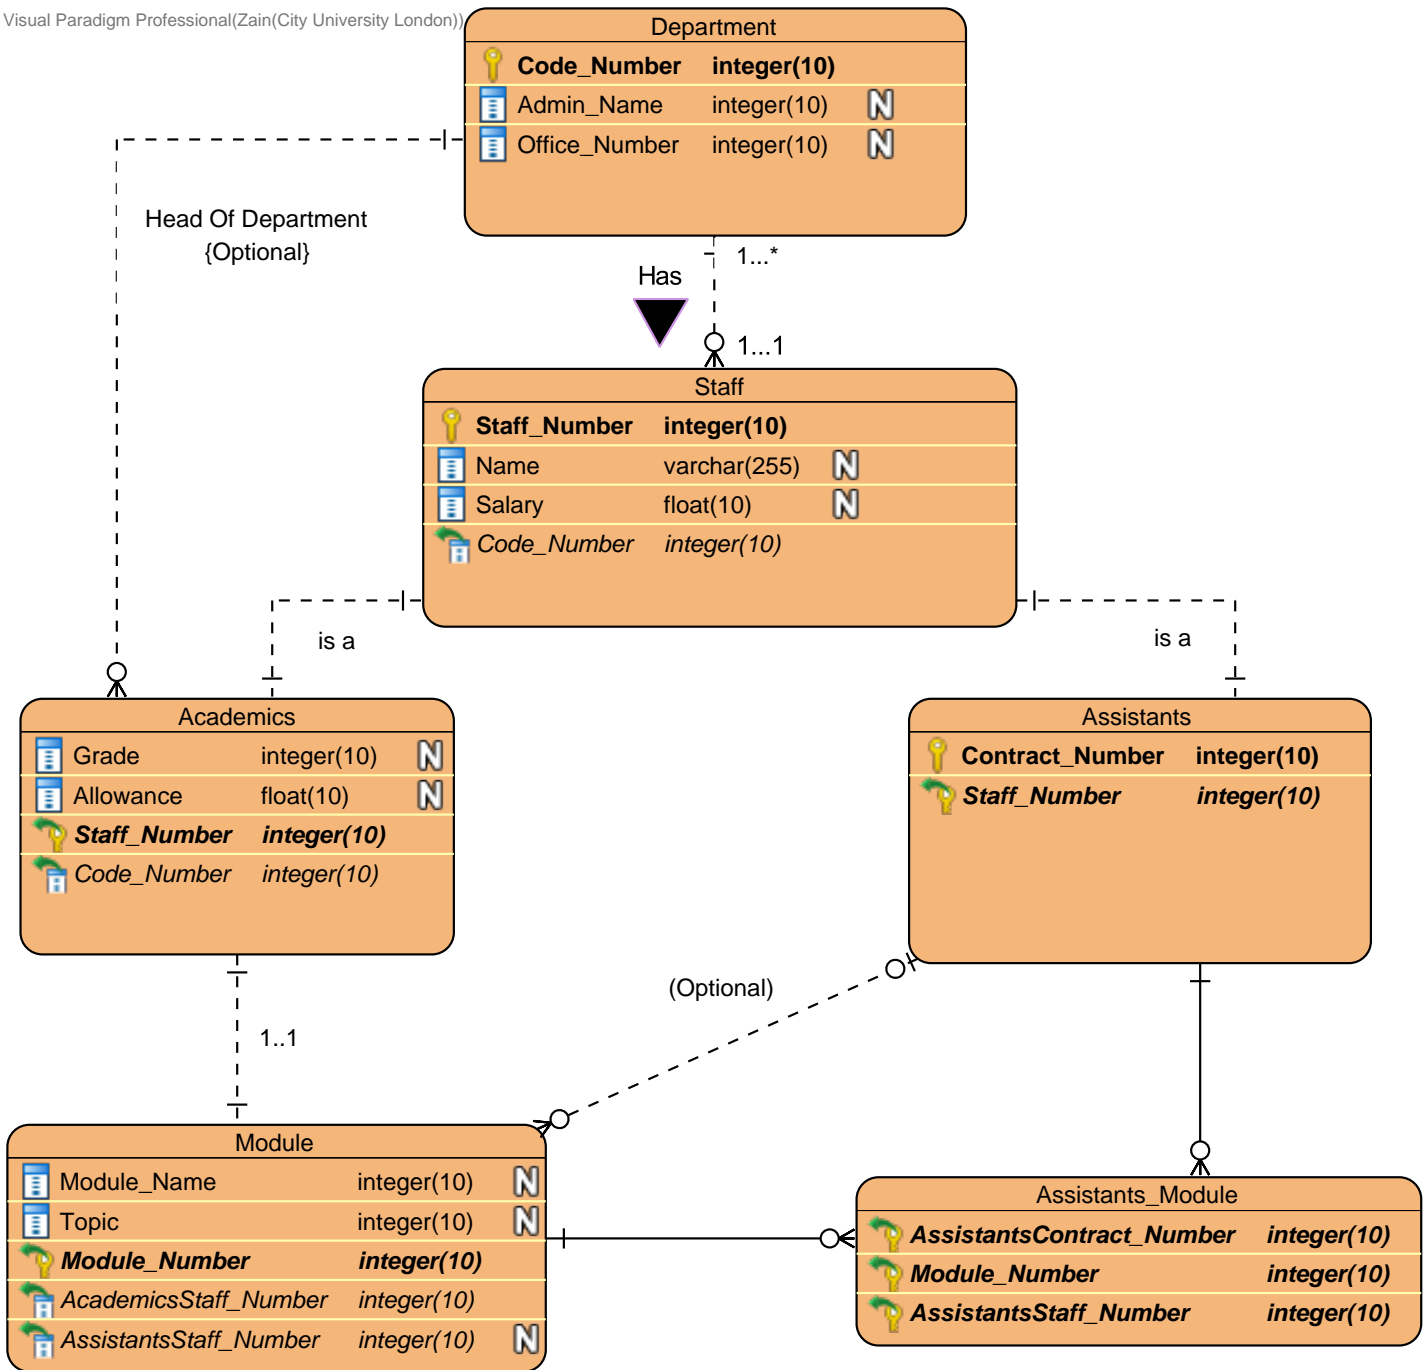 Visual Paradigm Professional(Zain(City University London))
Department
Code_Number integer(10)
Admin_Name integer(10) N
Office_Number integer(10) N
Head Of Department
{Optional}
1...*
Has
1...1
Staff
Staff_Number integer(10)
Name varchar(255) N
Salary float(10) N
Code_Number integer(10)
is a
is a
Academics
Grade integer(10) N
Allowance float(10) N
Staff_Number integer(10)
Code_Number integer(10)
Assistants
Contract_Number integer(10)
Staff_Number integer(10)
(Optional)
1..1
Module
Module_Name integer(10) N
Topic integer(10) N
Module_Number integer(10)
AcademicsStaff_Number integer(10)
AssistantsStaff_Number integer(10) N
Assistants_Module
AssistantsContract_Number integer(10)
Module_Number integer(10)
AssistantsStaff_Number integer(10)